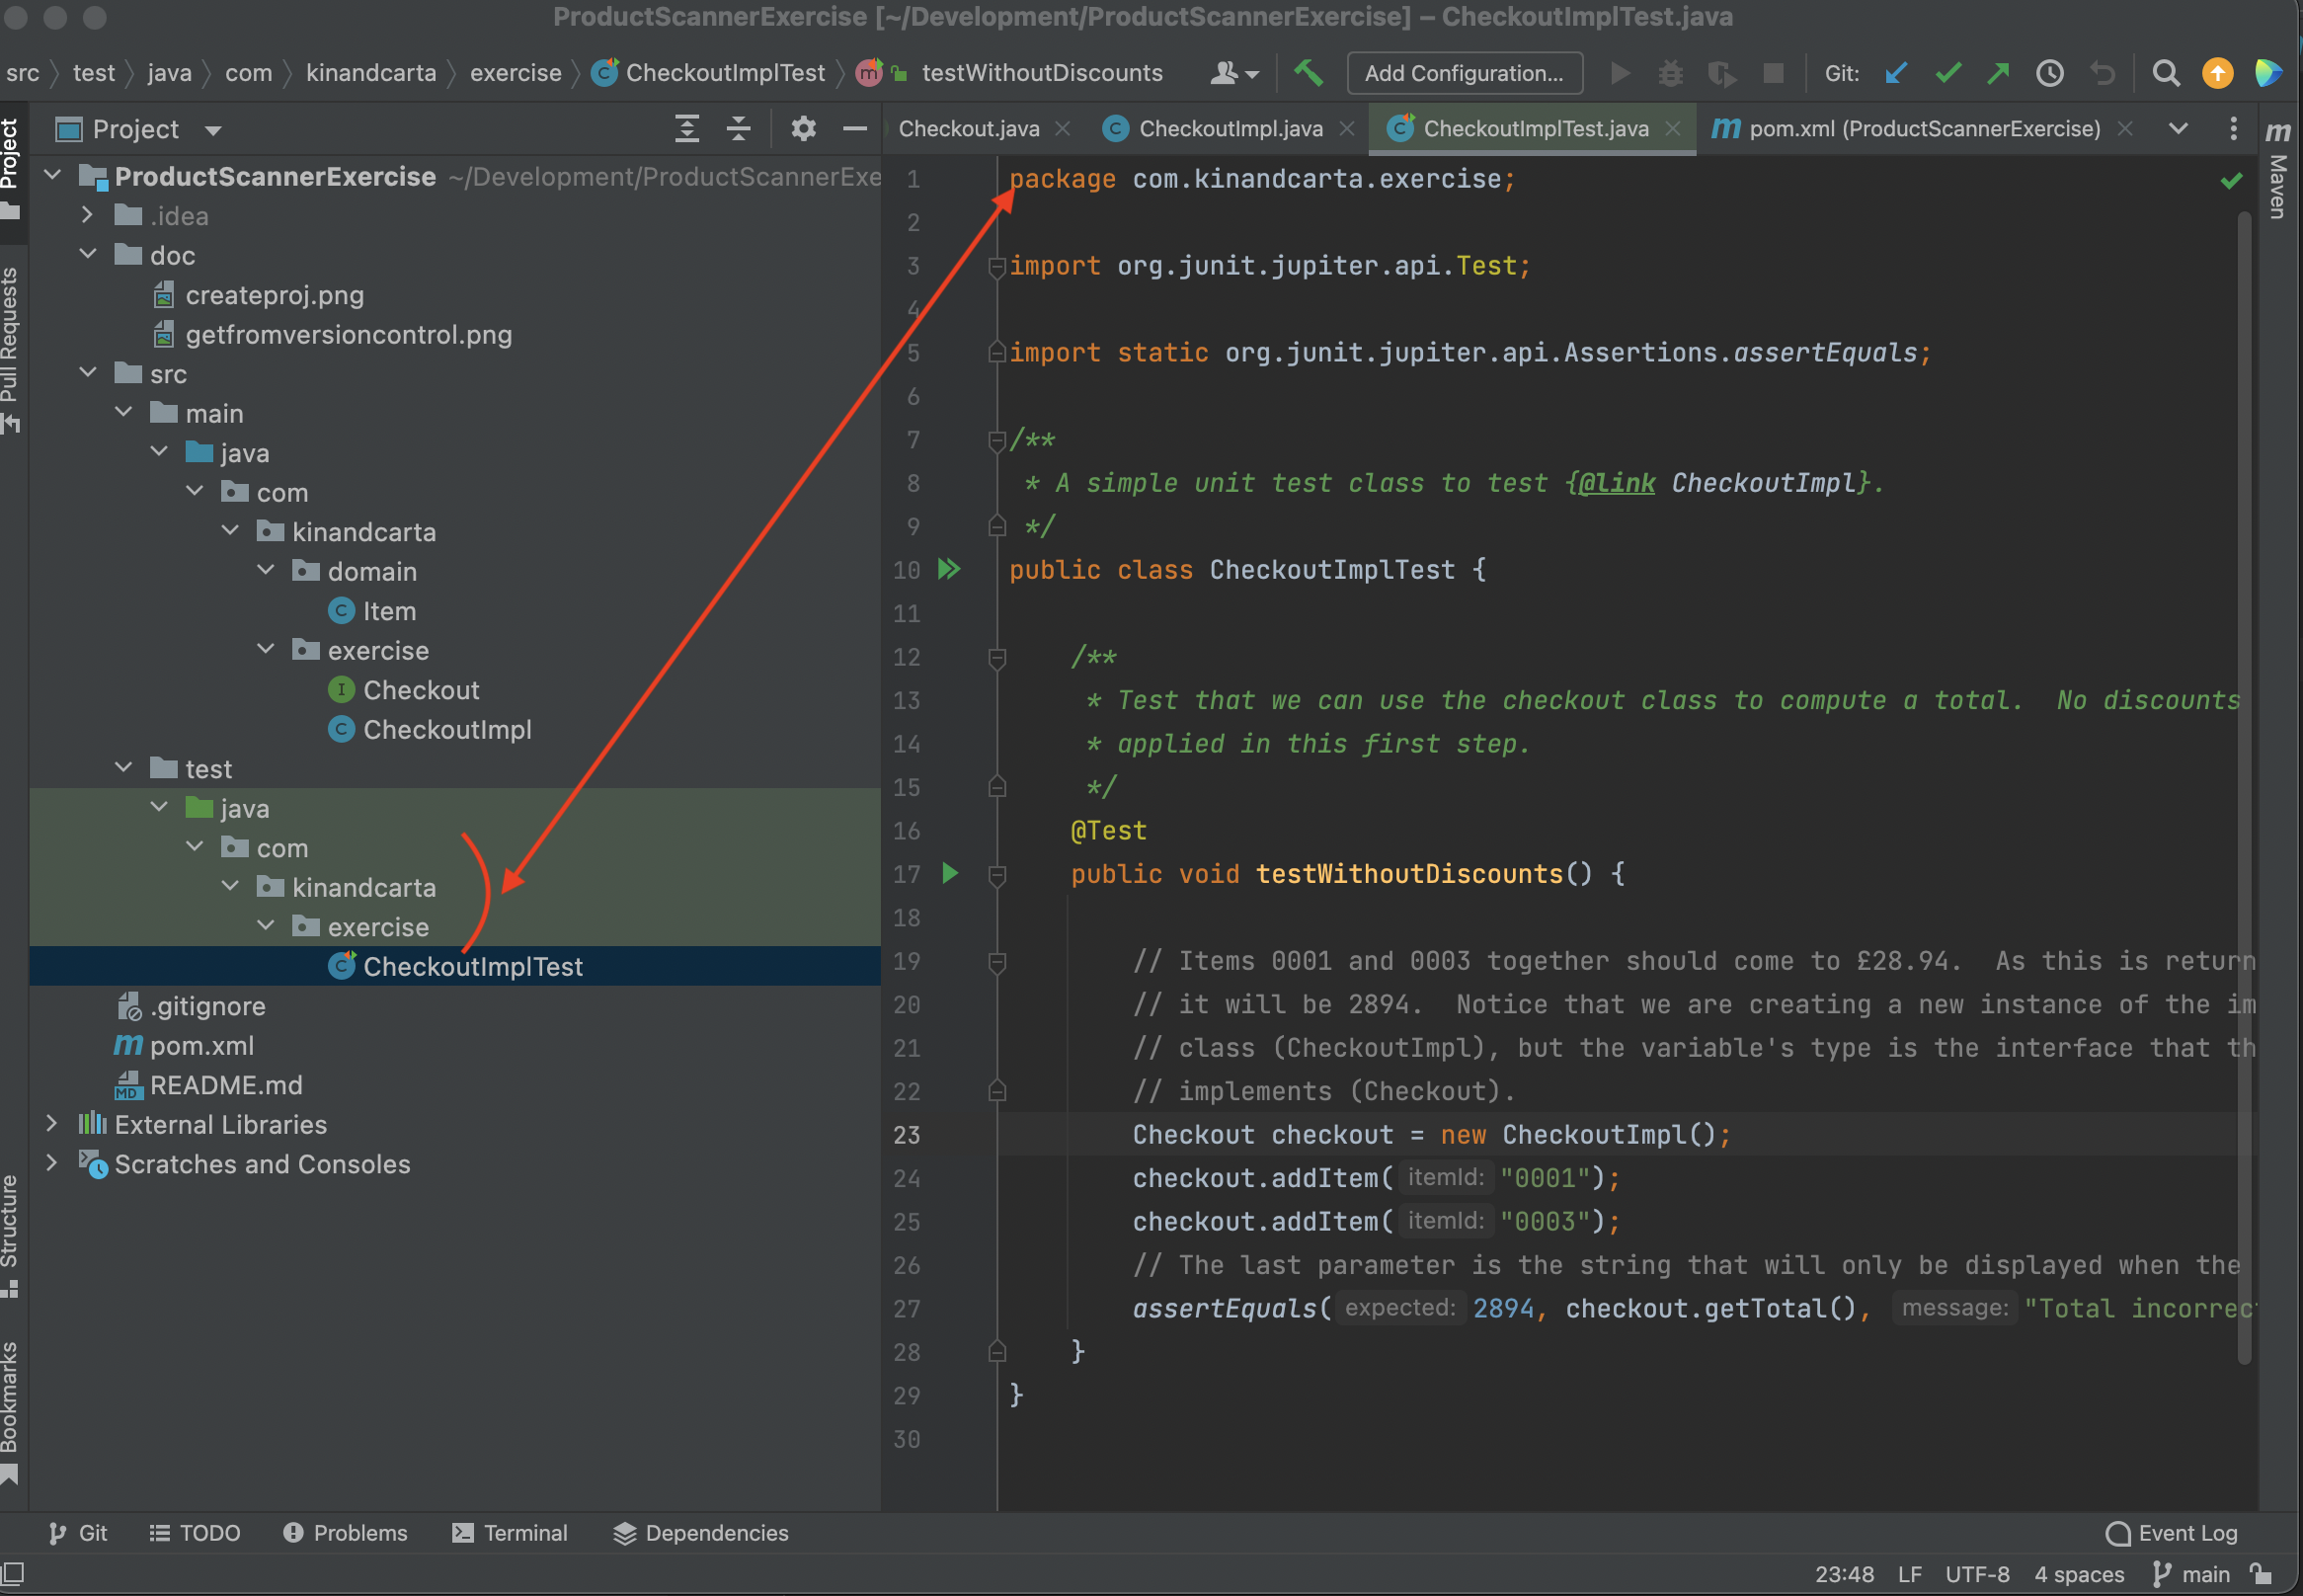 ProductScannerExercise [~/Development/ProductScannerExercise] – CheckoutImplTest.java
src test java com kinandcarta exercise CheckoutImplTest testWithoutDiscounts Add Configuration... Git:
Project
Checkout.java CheckoutImpl.java CheckoutImplTest.java pom.xml (ProductScannerExercise)
Project
Pull Requests
Structure
Bookmarks
Maven
ProductScannerExercise ~/Development/ProductScannerExe
.idea
doc
createproj.png
getfromversioncontrol.png
src
main
java
com
kinandcarta
domain
Item
exercise
Checkout
CheckoutImpl
test
java
com
kinandcarta
exercise
CheckoutImplTest
.gitignore
pom.xml
README.md
External Libraries
Scratches and Consoles
1 package com.kinandcarta.exercise;
2
3 import org.junit.jupiter.api.Test;
4
5 import static org.junit.jupiter.api.Assertions.assertEquals;
6
7 /**
8 * A simple unit test class to test {@link CheckoutImpl}.
9 */
10 public class CheckoutImplTest {
11
12 /**
13 * Test that we can use the checkout class to compute a total.  No discounts
14 * applied in this first step.
15 */
16 @Test
17 public void testWithoutDiscounts() {
18
19 // Items 0001 and 0003 together should come to £28.94.  As this is return
20 // it will be 2894.  Notice that we are creating a new instance of the im
21 // class (CheckoutImpl), but the variable's type is the interface that th
22 // implements (Checkout).
23 Checkout checkout = new CheckoutImpl();
24 checkout.addItem( itemId: "0001");
25 checkout.addItem( itemId: "0003");
26 // The last parameter is the string that will only be displayed when the
27 assertEquals( expected: 2894, checkout.getTotal(), message: "Total incorrec
28 }
29 }
30
Git TODO Problems Terminal Dependencies Event Log
23:48 LF UTF-8 4 spaces main